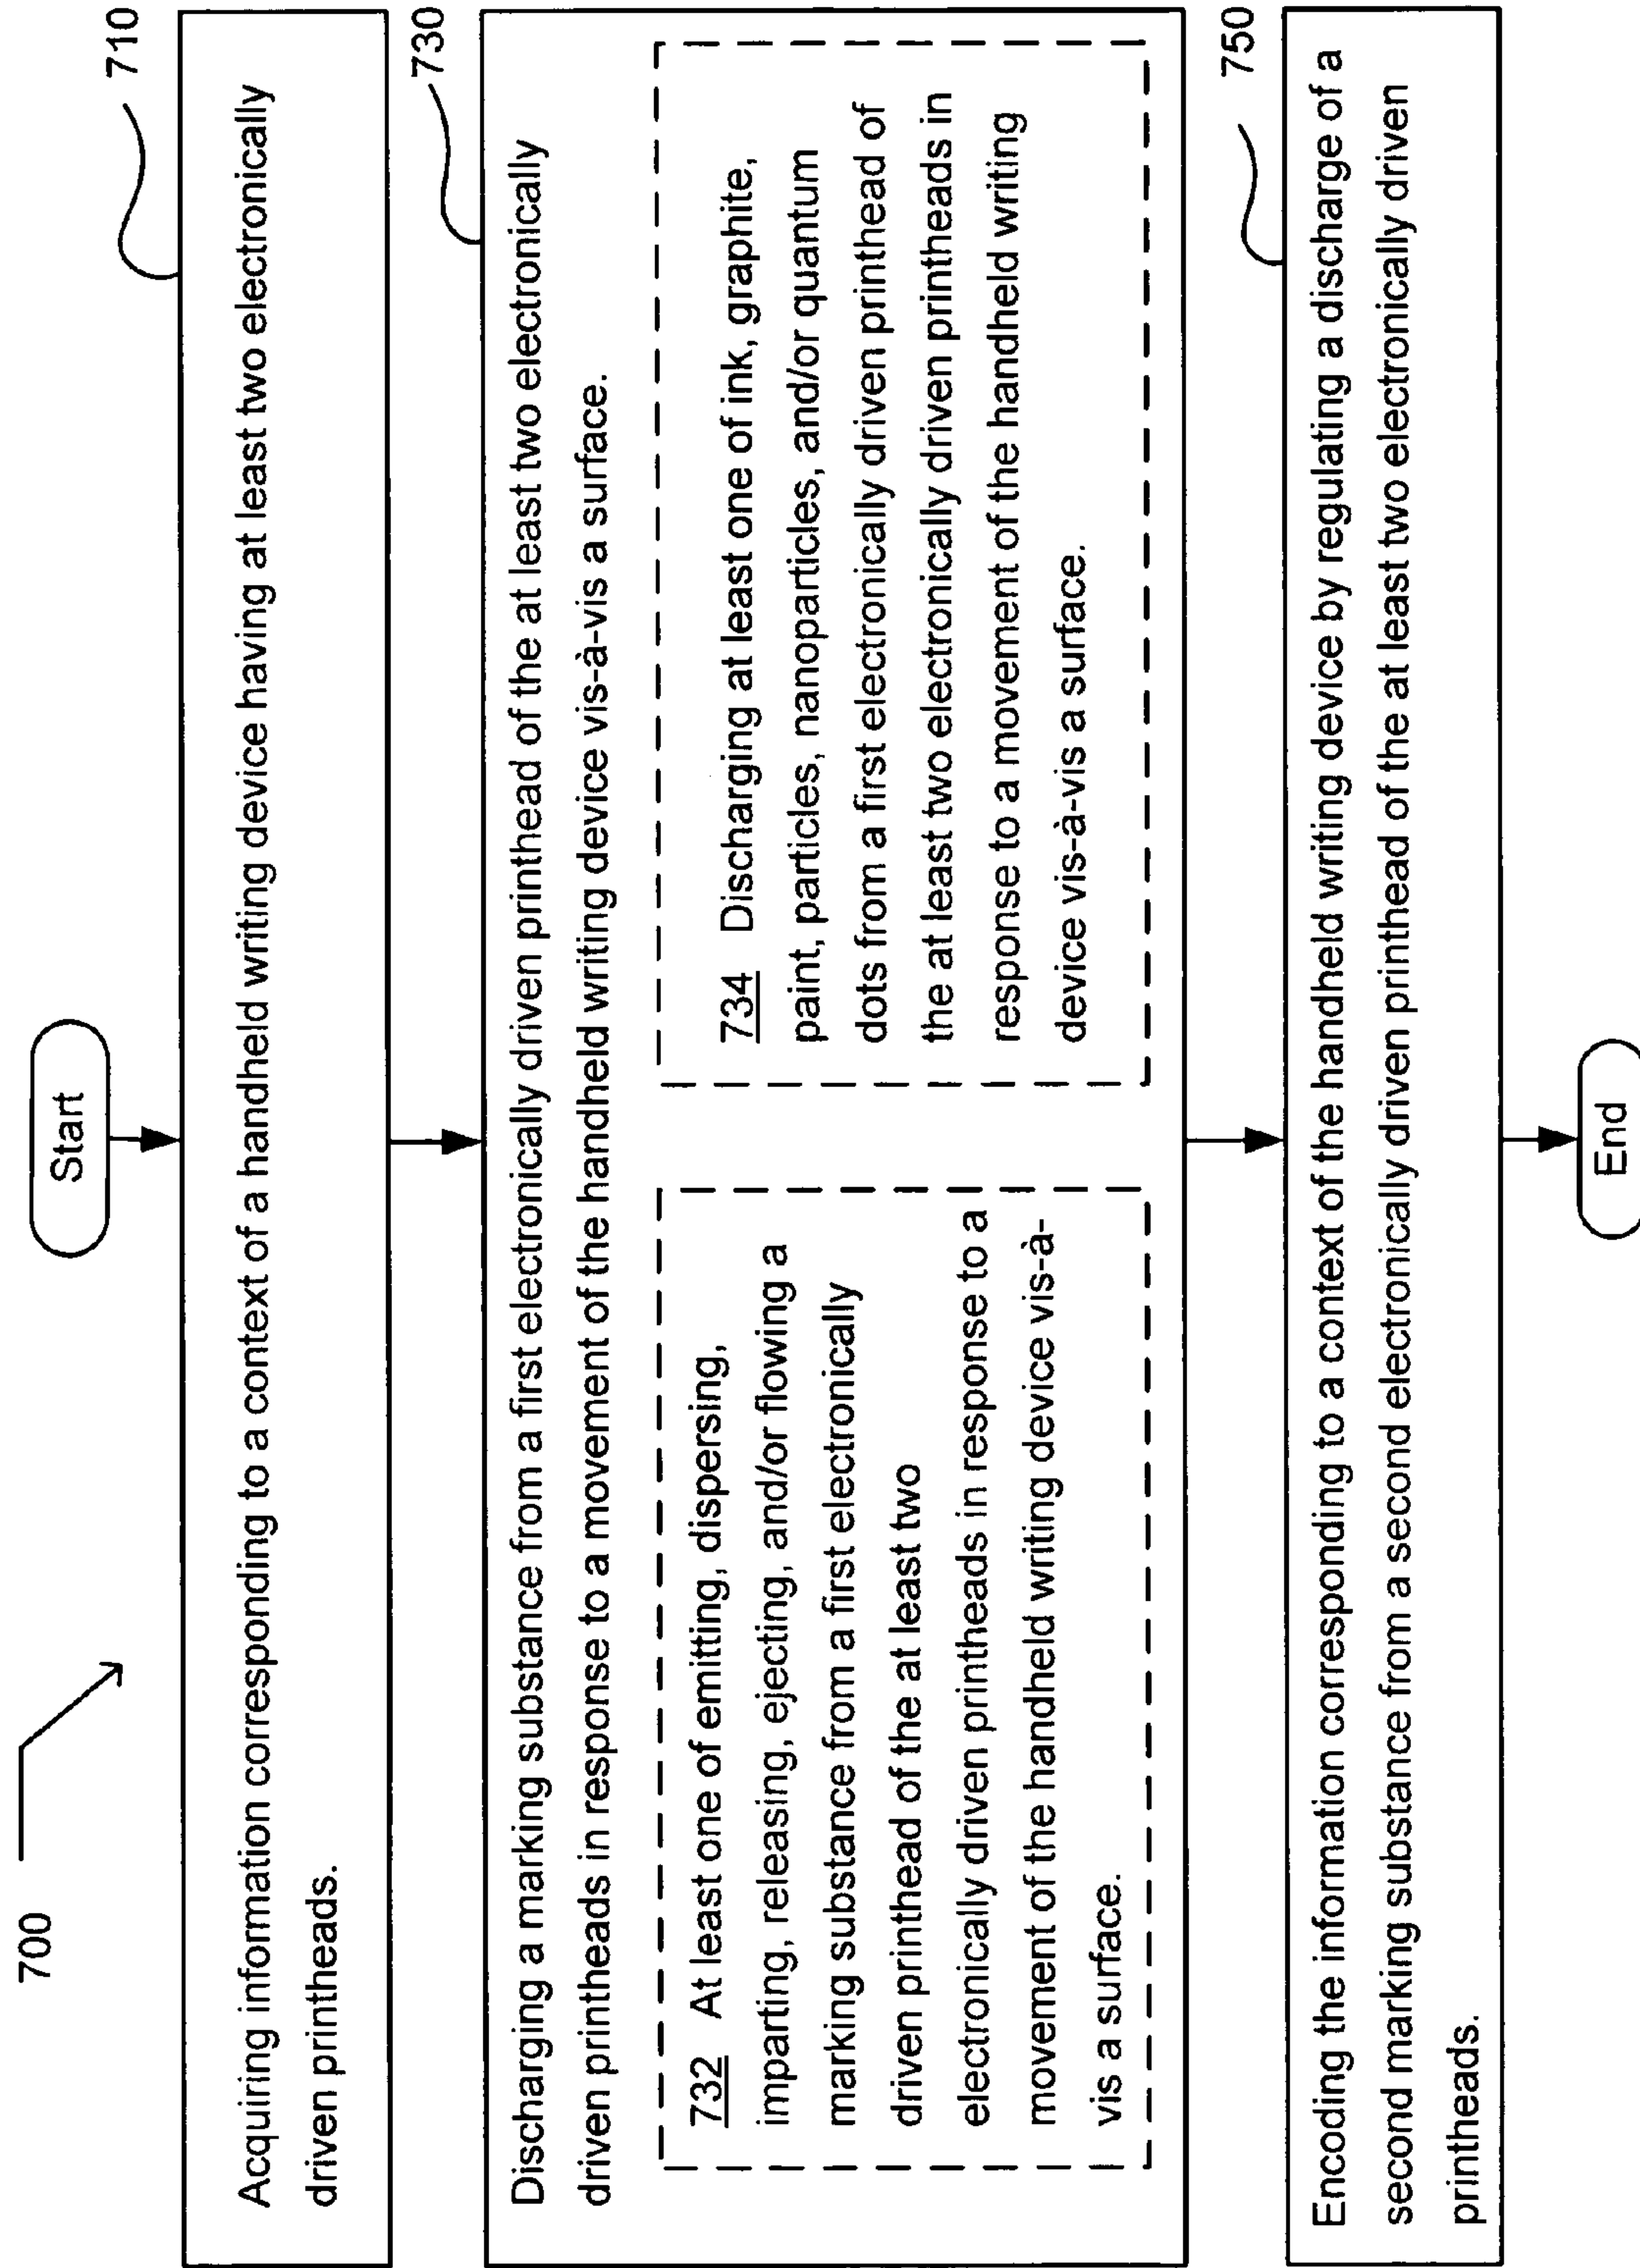 700
Start
710
Acquiring information corresponding to a context of a handheld writing device having at least two electronically
driven printheads.
730
Discharging a marking substance from a first electronically driven printhead of the at least two electronically
driven printheads in response to a movement of the handheld writing device vis-à-vis a surface.
732 At least one of emitting, dispersing,
imparting, releasing, ejecting, and/or flowing a
marking substance from a first electronically
driven printhead of the at least two
electronically driven printheads in response to a
movement of the handheld writing device vis-à-
vis a surface.
734 Discharging at least one of ink, graphite,
paint, particles, nanoparticles, and/or quantum
dots from a first electronically driven printhead of
the at least two electronically driven printheads in
response to a movement of the handheld writing
device vis-à-vis a surface.
750
Encoding the information corresponding to a context of the handheld writing device by regulating a discharge of a
second marking substance from a second electronically driven printhead of the at least two electronically driven
printheads.
End